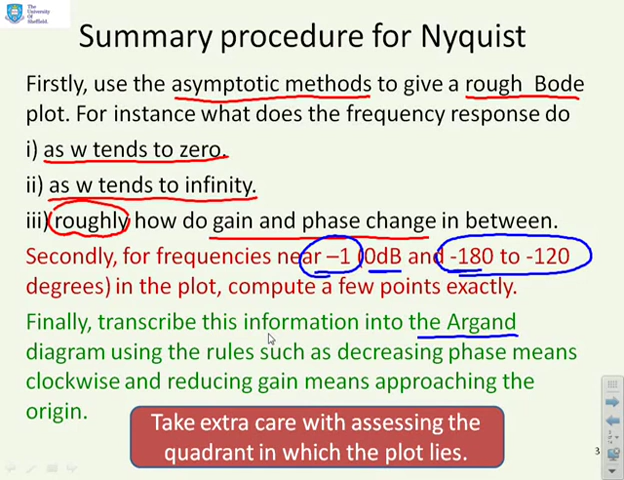 The
University
Of
Sheffield.
Summary procedure for Nyquist
Firstly, use the asymptotic methods to give a rough Bode
plot. For instance what does the frequency response do
i) as w tends to zero.
ii) as w tends to infinity.
iii) roughly how do gain and phase change in between.
Secondly, for frequencies near –1 (0dB and -180 to -120
degrees) in the plot, compute a few points exactly.
Finally, transcribe this information into the Argand
diagram using the rules such as decreasing phase means
clockwise and reducing gain means approaching the
origin.
Take extra care with assessing the
quadrant in which the plot lies.
3